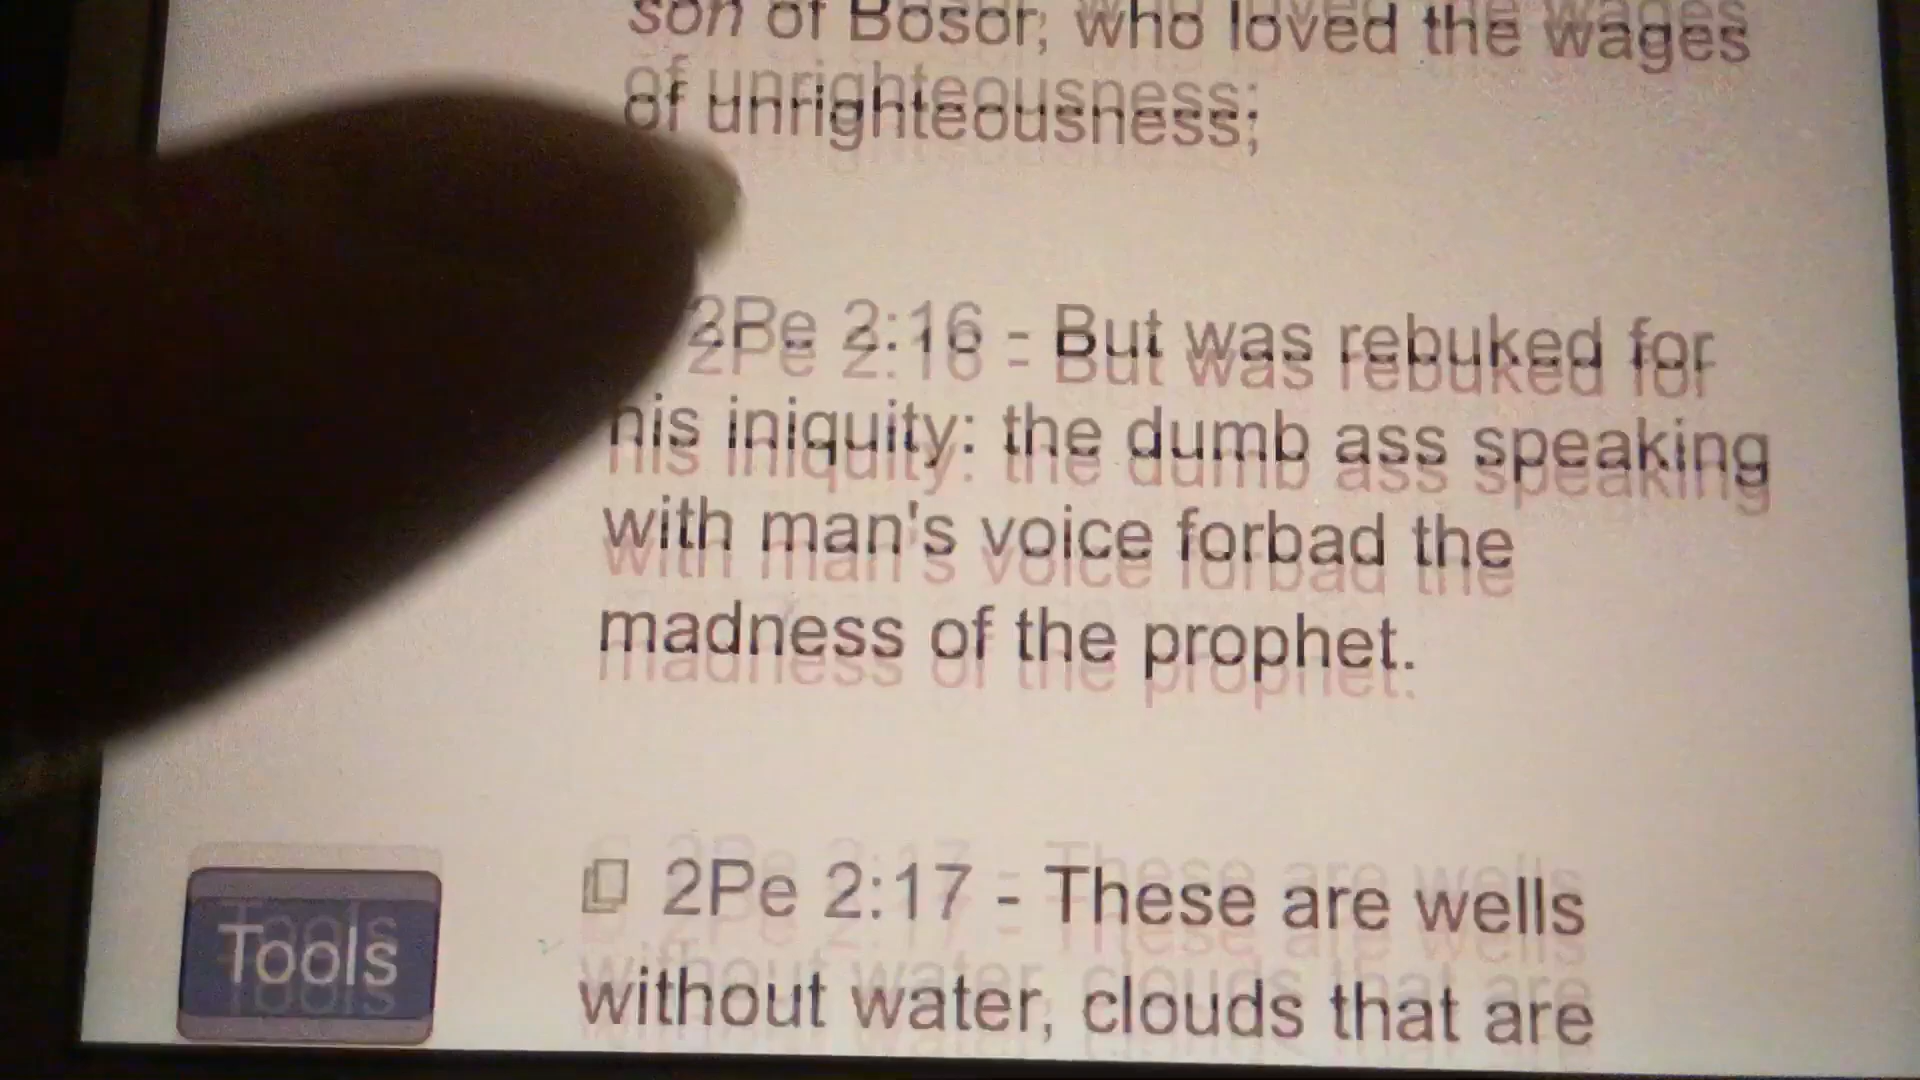 son of Bosor, who loved the wages
of unrighteousness;
2Pe 2:16 - But was rebuked for
his iniquity: the dumb ass speaking
with man's voice forbad the
madness of the prophet.
2Pe 2:17 - These are wells
without water, clouds that are
Tools